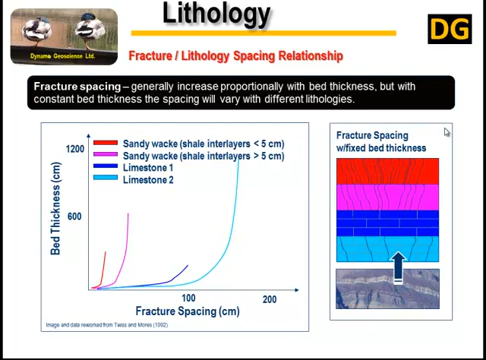 Lithology
DG
Dynamo Geosciense Ltd.
Fracture / Lithology Spacing Relationship
Fracture spacing – generally increase proportionally with bed thickness, but with
constant bed thickness the spacing will vary with different lithologies.
Sandy wacke (shale interlayers < 5 cm)
Sandy wacke (shale interlayers > 5 cm)
Limestone 1
Limestone 2
1200
600
Bed Thickness (cm)
100
200
Fracture Spacing (cm)
Image and data reworked from Twiss and Mores (1992)
Fracture Spacing
w/fixed bed thickness